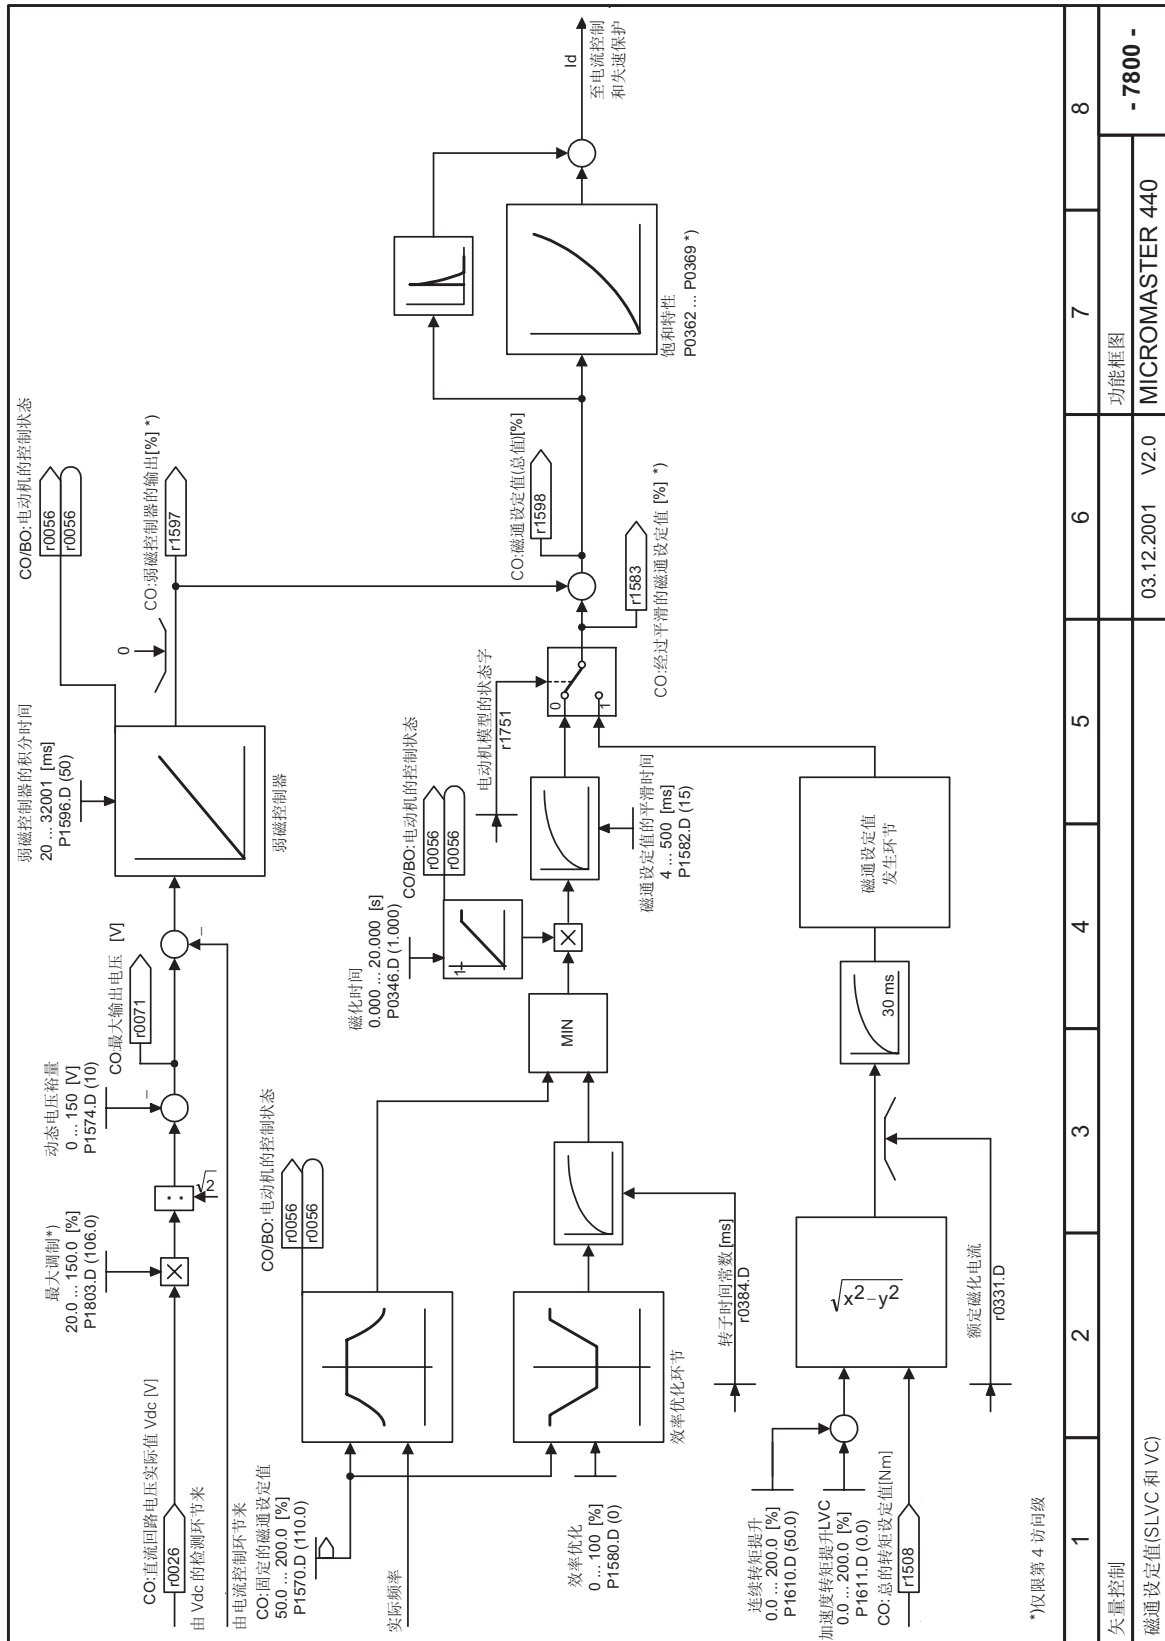 CO:直流回路电压实际值 Vdc [V]
r0026
由 Vdc 的检测环节来
由电流控制环节来
最大调制*)
20.0 ... 150.0 [%]
P1803.D (106.0)
√2
动态电压裕量
0 ... 150 [V]
P1574.D (10)
–
CO:最大输出电压 [V]
r0071
–
弱磁控制器的积分时间
20 ... 32001 [ms]
P1596.D (50)
弱磁控制器
CO/BO:电动机的控制状态
r0056
r0056
0
CO:弱磁控制器的输出[%] *)
r1597
CO:固定的磁通设定值
50.0 ... 200.0 [%]
P1570.D (110.0)
实际频率
CO/BO:电动机的控制状态
r0056
r0056
效率优化
0 ... 100 [%]
P1580.D (0)
效率优化环节
转子时间常数[ms]
r0384.D
MIN
磁化时间
0.000 ... 20.000 [s]
P0346.D (1.000)
1
CO/BO:电动机的控制状态
r0056
r0056
磁通设定值的平滑时间
4 ... 500 [ms]
P1582.D (15)
电动机模型的状态字
r1751
0
1
CO:经过平滑的磁通设定值 [%] *)
r1583
CO:磁通设定值(总值)[%]
r1598
饱和特性
P0362 ... P0369 *)
Id
至电流控制
和失速保护
连续转矩提升
0.0 ... 200.0 [%]
P1610.D (50.0)
加速度转矩提升LVC
0.0 ... 200.0 [%]
P1611.D (0.0)
CO:总的转矩设定值[Nm]
r1508
√x2–y2
额定磁化电流
r0331.D
30 ms
磁通设定值
发生环节
*)仅限第 4 访问级
1 2 3 4 5 6 7 8
矢量控制
磁通设定值(SLVC 和 VC)
03.12.2001 V2.0
功能框图
MICROMASTER 440
- 7800 -